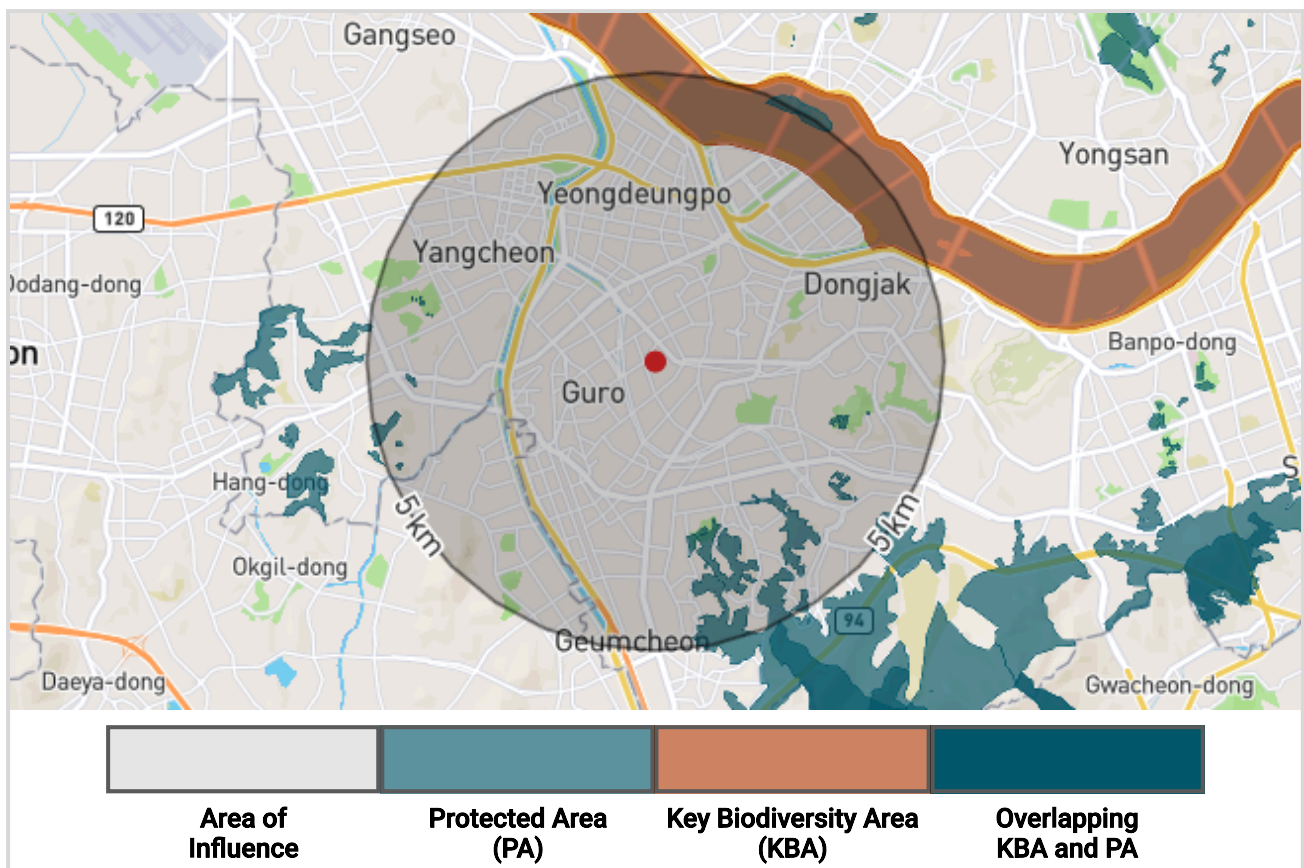 Gangseo
Yongsan
Yeongdeungpo
120
Yangcheon
Dodang-dong
Dongjak
on
Banpo-dong
Guro
S
Hang-dong
5km
5km
Okgil-dong
94
Geumcheon
Daeya-dong
Gwacheon-dong
Area of
Influence
Protected Area
(PA)
Key Biodiversity Area
(KBA)
Overlapping
KBA and PA